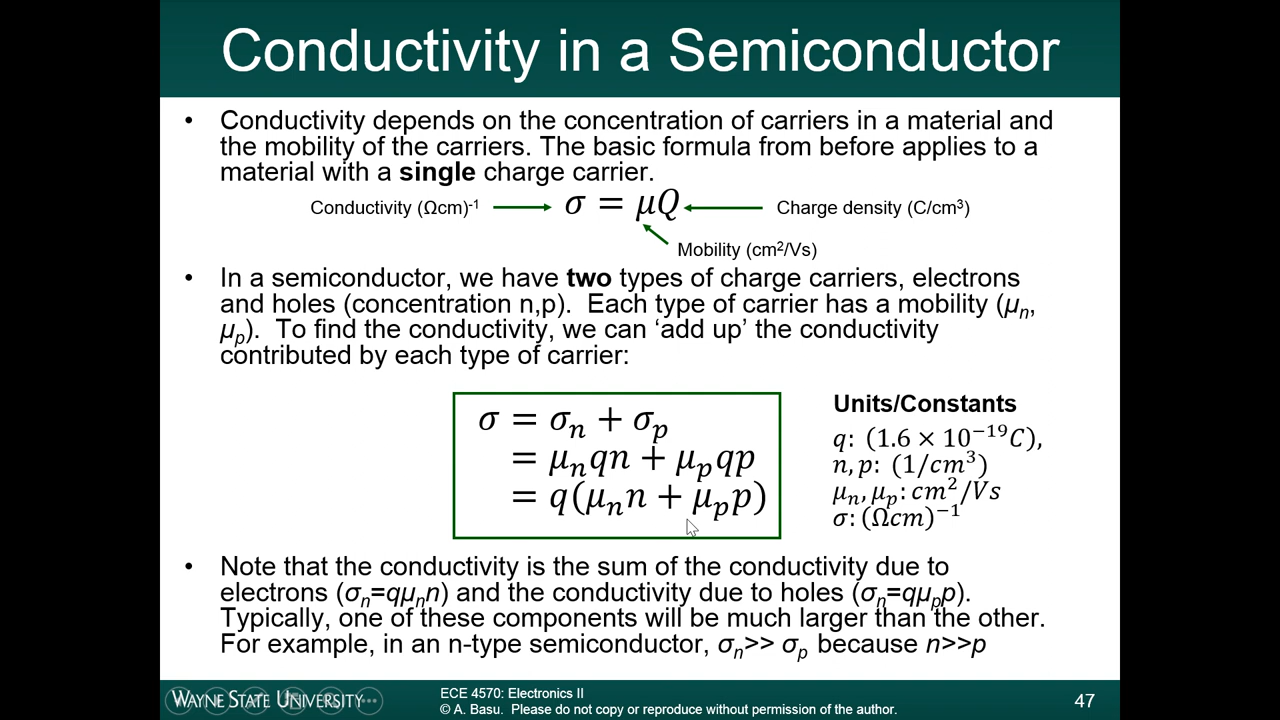 Conductivity in a Semiconductor
• Conductivity depends on the concentration of carriers in a material and
the mobility of the carriers. The basic formula from before applies to a
material with a single charge carrier.
Conductivity (Ωcm)⁻¹ σ = μQ Charge density (C/cm³)
Mobility (cm²/Vs)
• In a semiconductor, we have two types of charge carriers, electrons
and holes (concentration n,p). Each type of carrier has a mobility (μₙ,
μₚ). To find the conductivity, we can ‘add up’ the conductivity
contributed by each type of carrier:
σ = σₙ + σₚ
= μₙqn + μₚqp
= q(μₙn + μₚp)
Units/Constants
q: (1.6 × 10⁻¹⁹C),
n, p: (1/cm³)
μₙ, μₚ: cm²/Vs
σ: (Ωcm)⁻¹
• Note that the conductivity is the sum of the conductivity due to
electrons (σₙ=qμₙn) and the conductivity due to holes (σₙ=qμₚp).
Typically, one of these components will be much larger than the other.
For example, in an n-type semiconductor, σₙ>> σₚ because n>>p
WAYNE STATE UNIVERSITY
ECE 4570: Electronics II
© A. Basu. Please do not copy or reproduce without permission of the author.
47